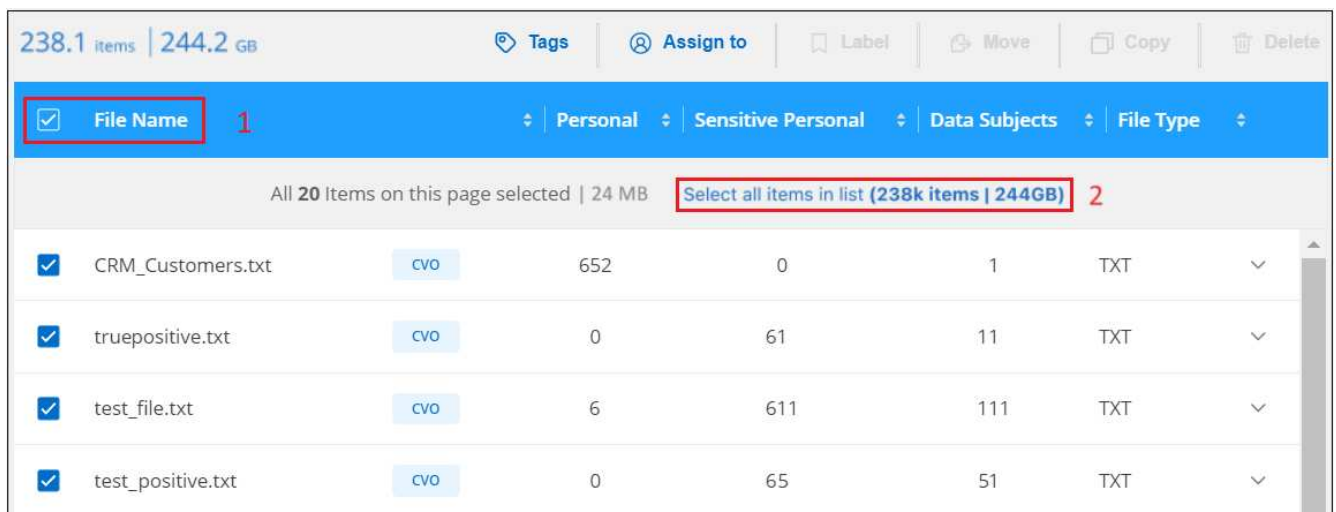 238.1 items | 244.2 GB Tags Assign to Label Move Copy Delete
File Name 1 Personal Sensitive Personal Data Subjects File Type
All 20 Items on this page selected | 24 MB Select all items in list (238k items | 244GB) 2
CRM_Customers.txt CVO 652 0 1 TXT
truepositive.txt CVO 0 61 11 TXT
test_file.txt CVO 6 611 111 TXT
test_positive.txt CVO 0 65 51 TXT